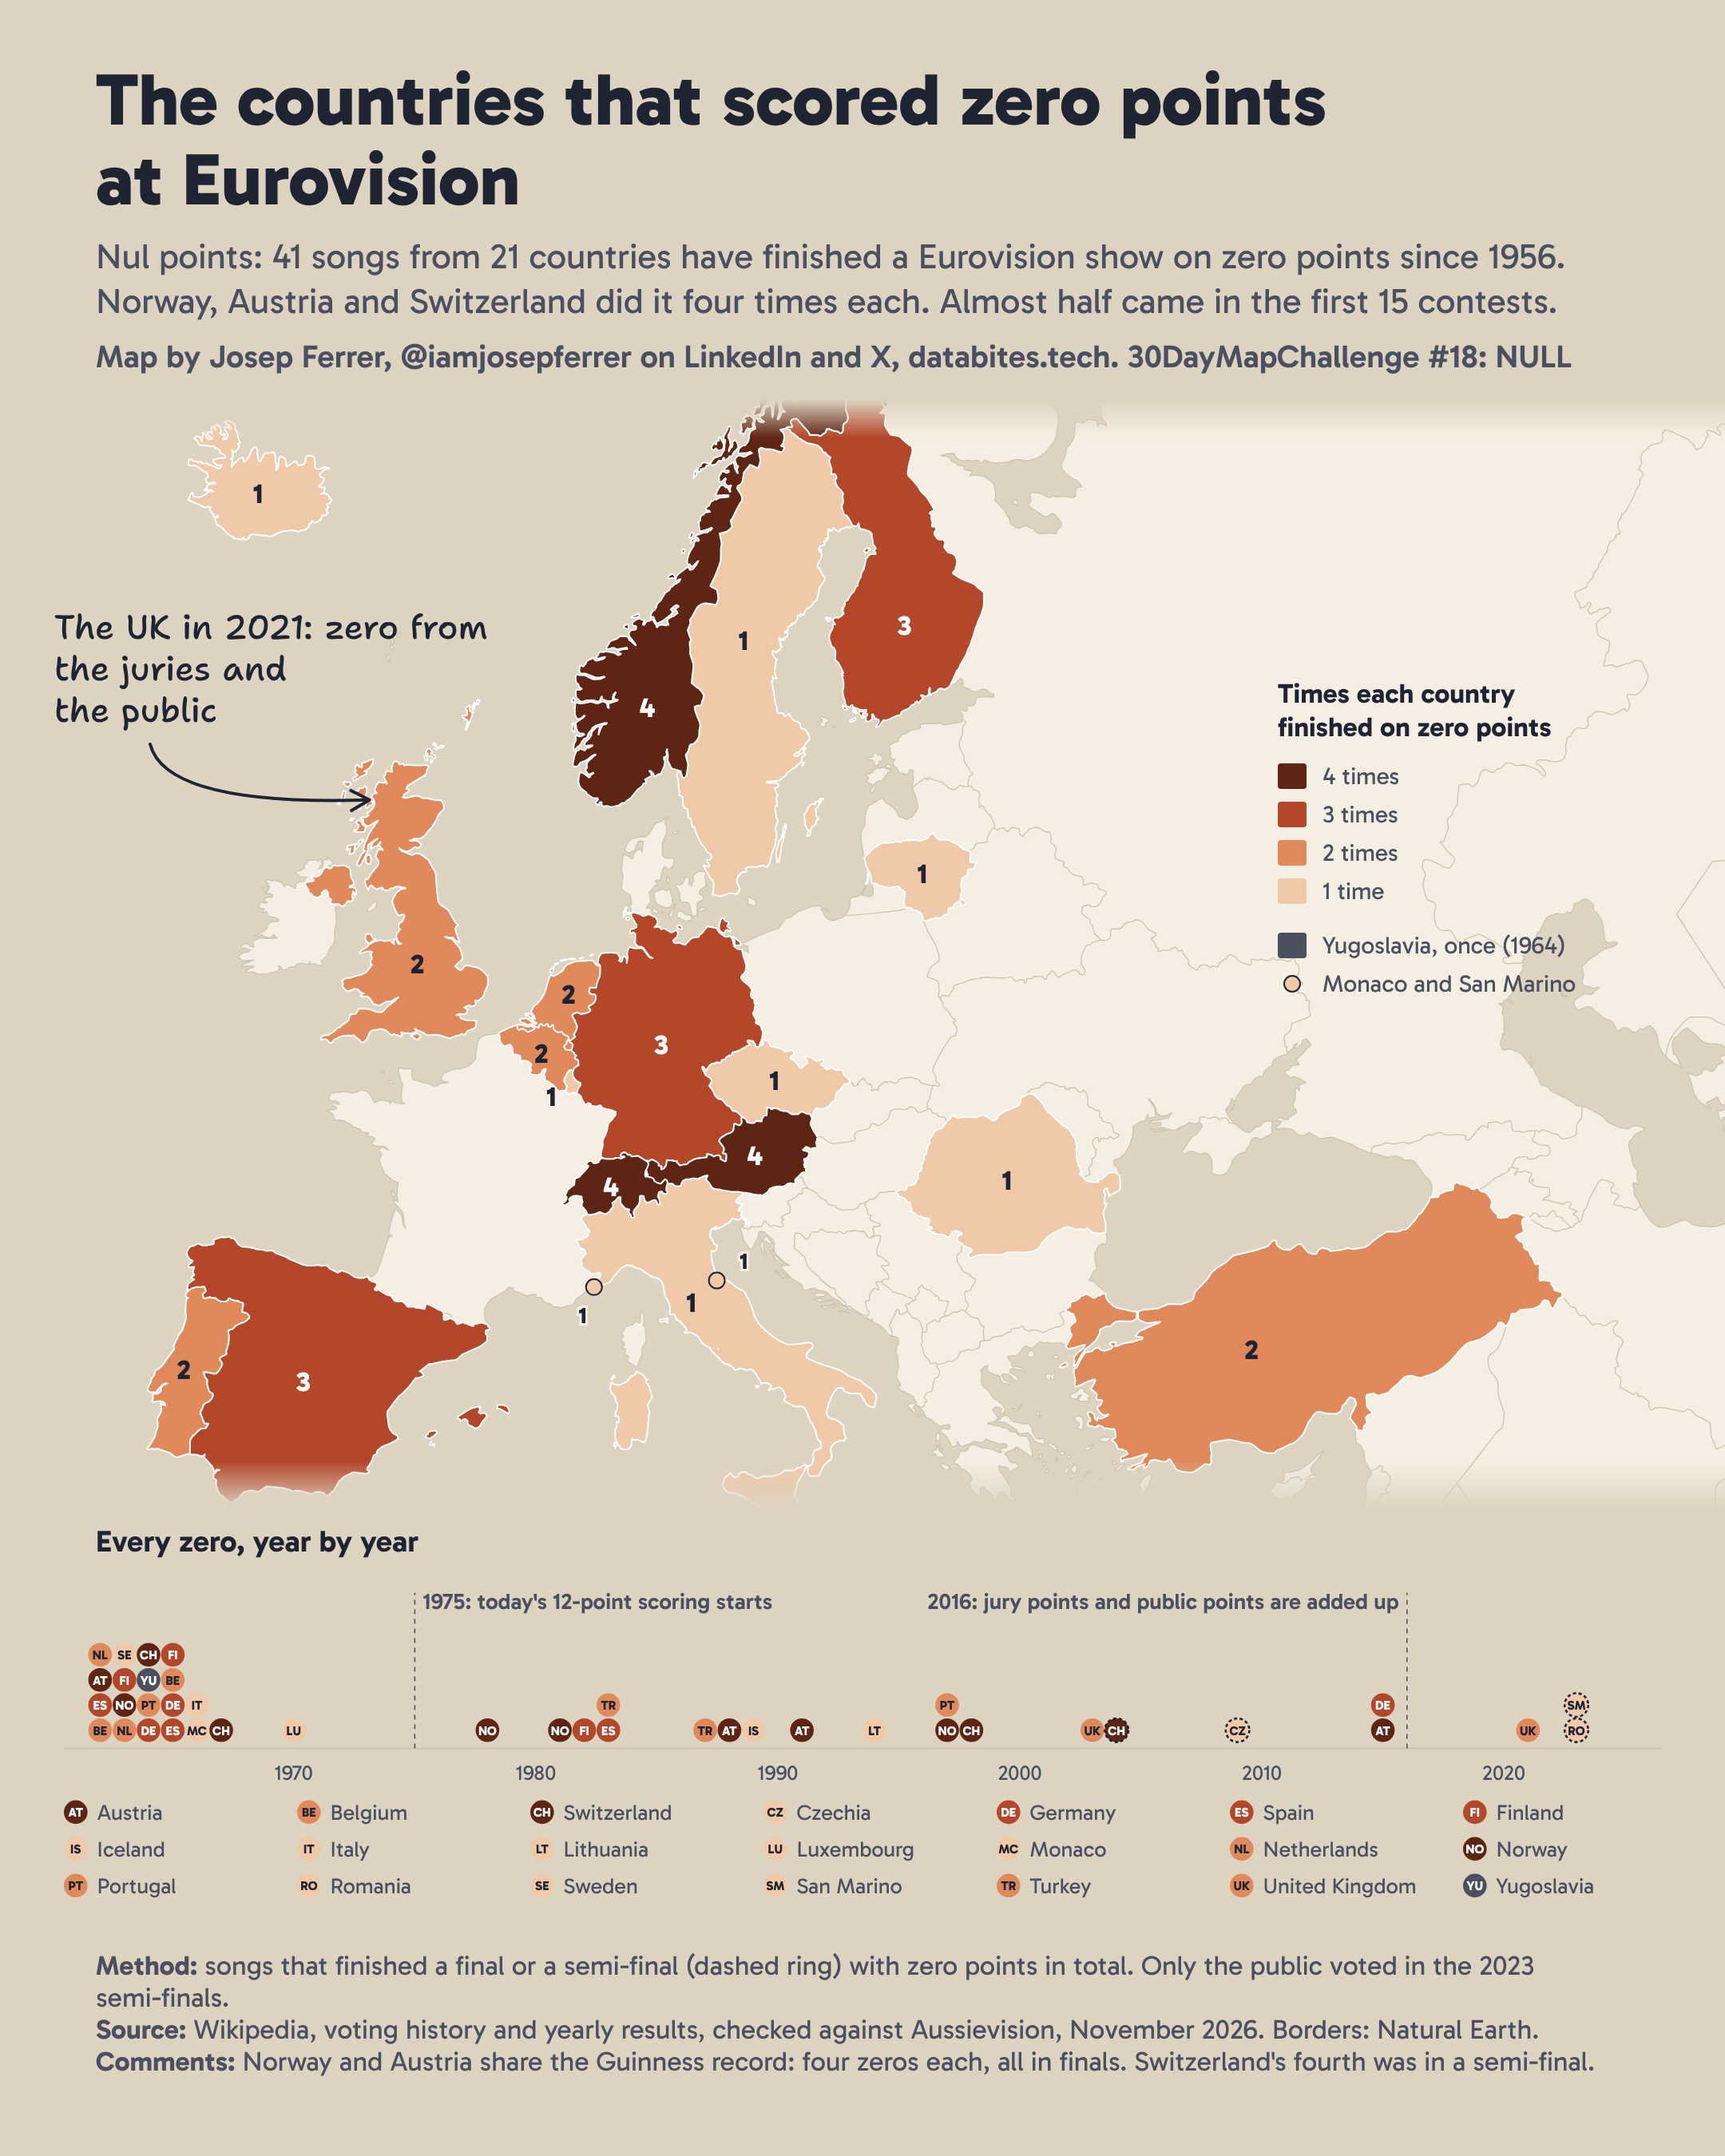 The countries that scored zero points
at Eurovision
Nul points: 41 songs from 21 countries have finished a Eurovision show on zero points since 1956.
Norway, Austria and Switzerland did it four times each. Almost half came in the first 15 contests.
Map by Josep Ferrer, @iamjosepferrer on LinkedIn and X, databites.tech. 30DayMapChallenge #18: NULL
1
The UK in 2021: zero from
the juries and
the public
1
3
4
Times each country
finished on zero points
4 times
3 times
2 times
1 time
Yugoslavia, once (1964)
Monaco and San Marino
1
2
2
3
2
1
1
4
4
1
1
1
1
2
2
3
Every zero, year by year
1975: today's 12-point scoring starts
2016: jury points and public points are added up
NL SE CH FI
AT FI YU BE
ES NO PT DE IT TR PT DE SM
BE NL DE ES MC CH LU NO NO FI ES TR AT IS AT LT NO CH UK CH CZ AT UK RO
1970 1980 1990 2000 2010 2020
AT Austria BE Belgium CH Switzerland CZ Czechia DE Germany ES Spain FI Finland
IS Iceland IT Italy LT Lithuania LU Luxembourg MC Monaco NL Netherlands NO Norway
PT Portugal RO Romania SE Sweden SM San Marino TR Turkey UK United Kingdom YU Yugoslavia
Method: songs that finished a final or a semi-final (dashed ring) with zero points in total. Only the public voted in the 2023
semi-finals.
Source: Wikipedia, voting history and yearly results, checked against Aussievision, November 2026. Borders: Natural Earth.
Comments: Norway and Austria share the Guinness record: four zeros each, all in finals. Switzerland's fourth was in a semi-final.